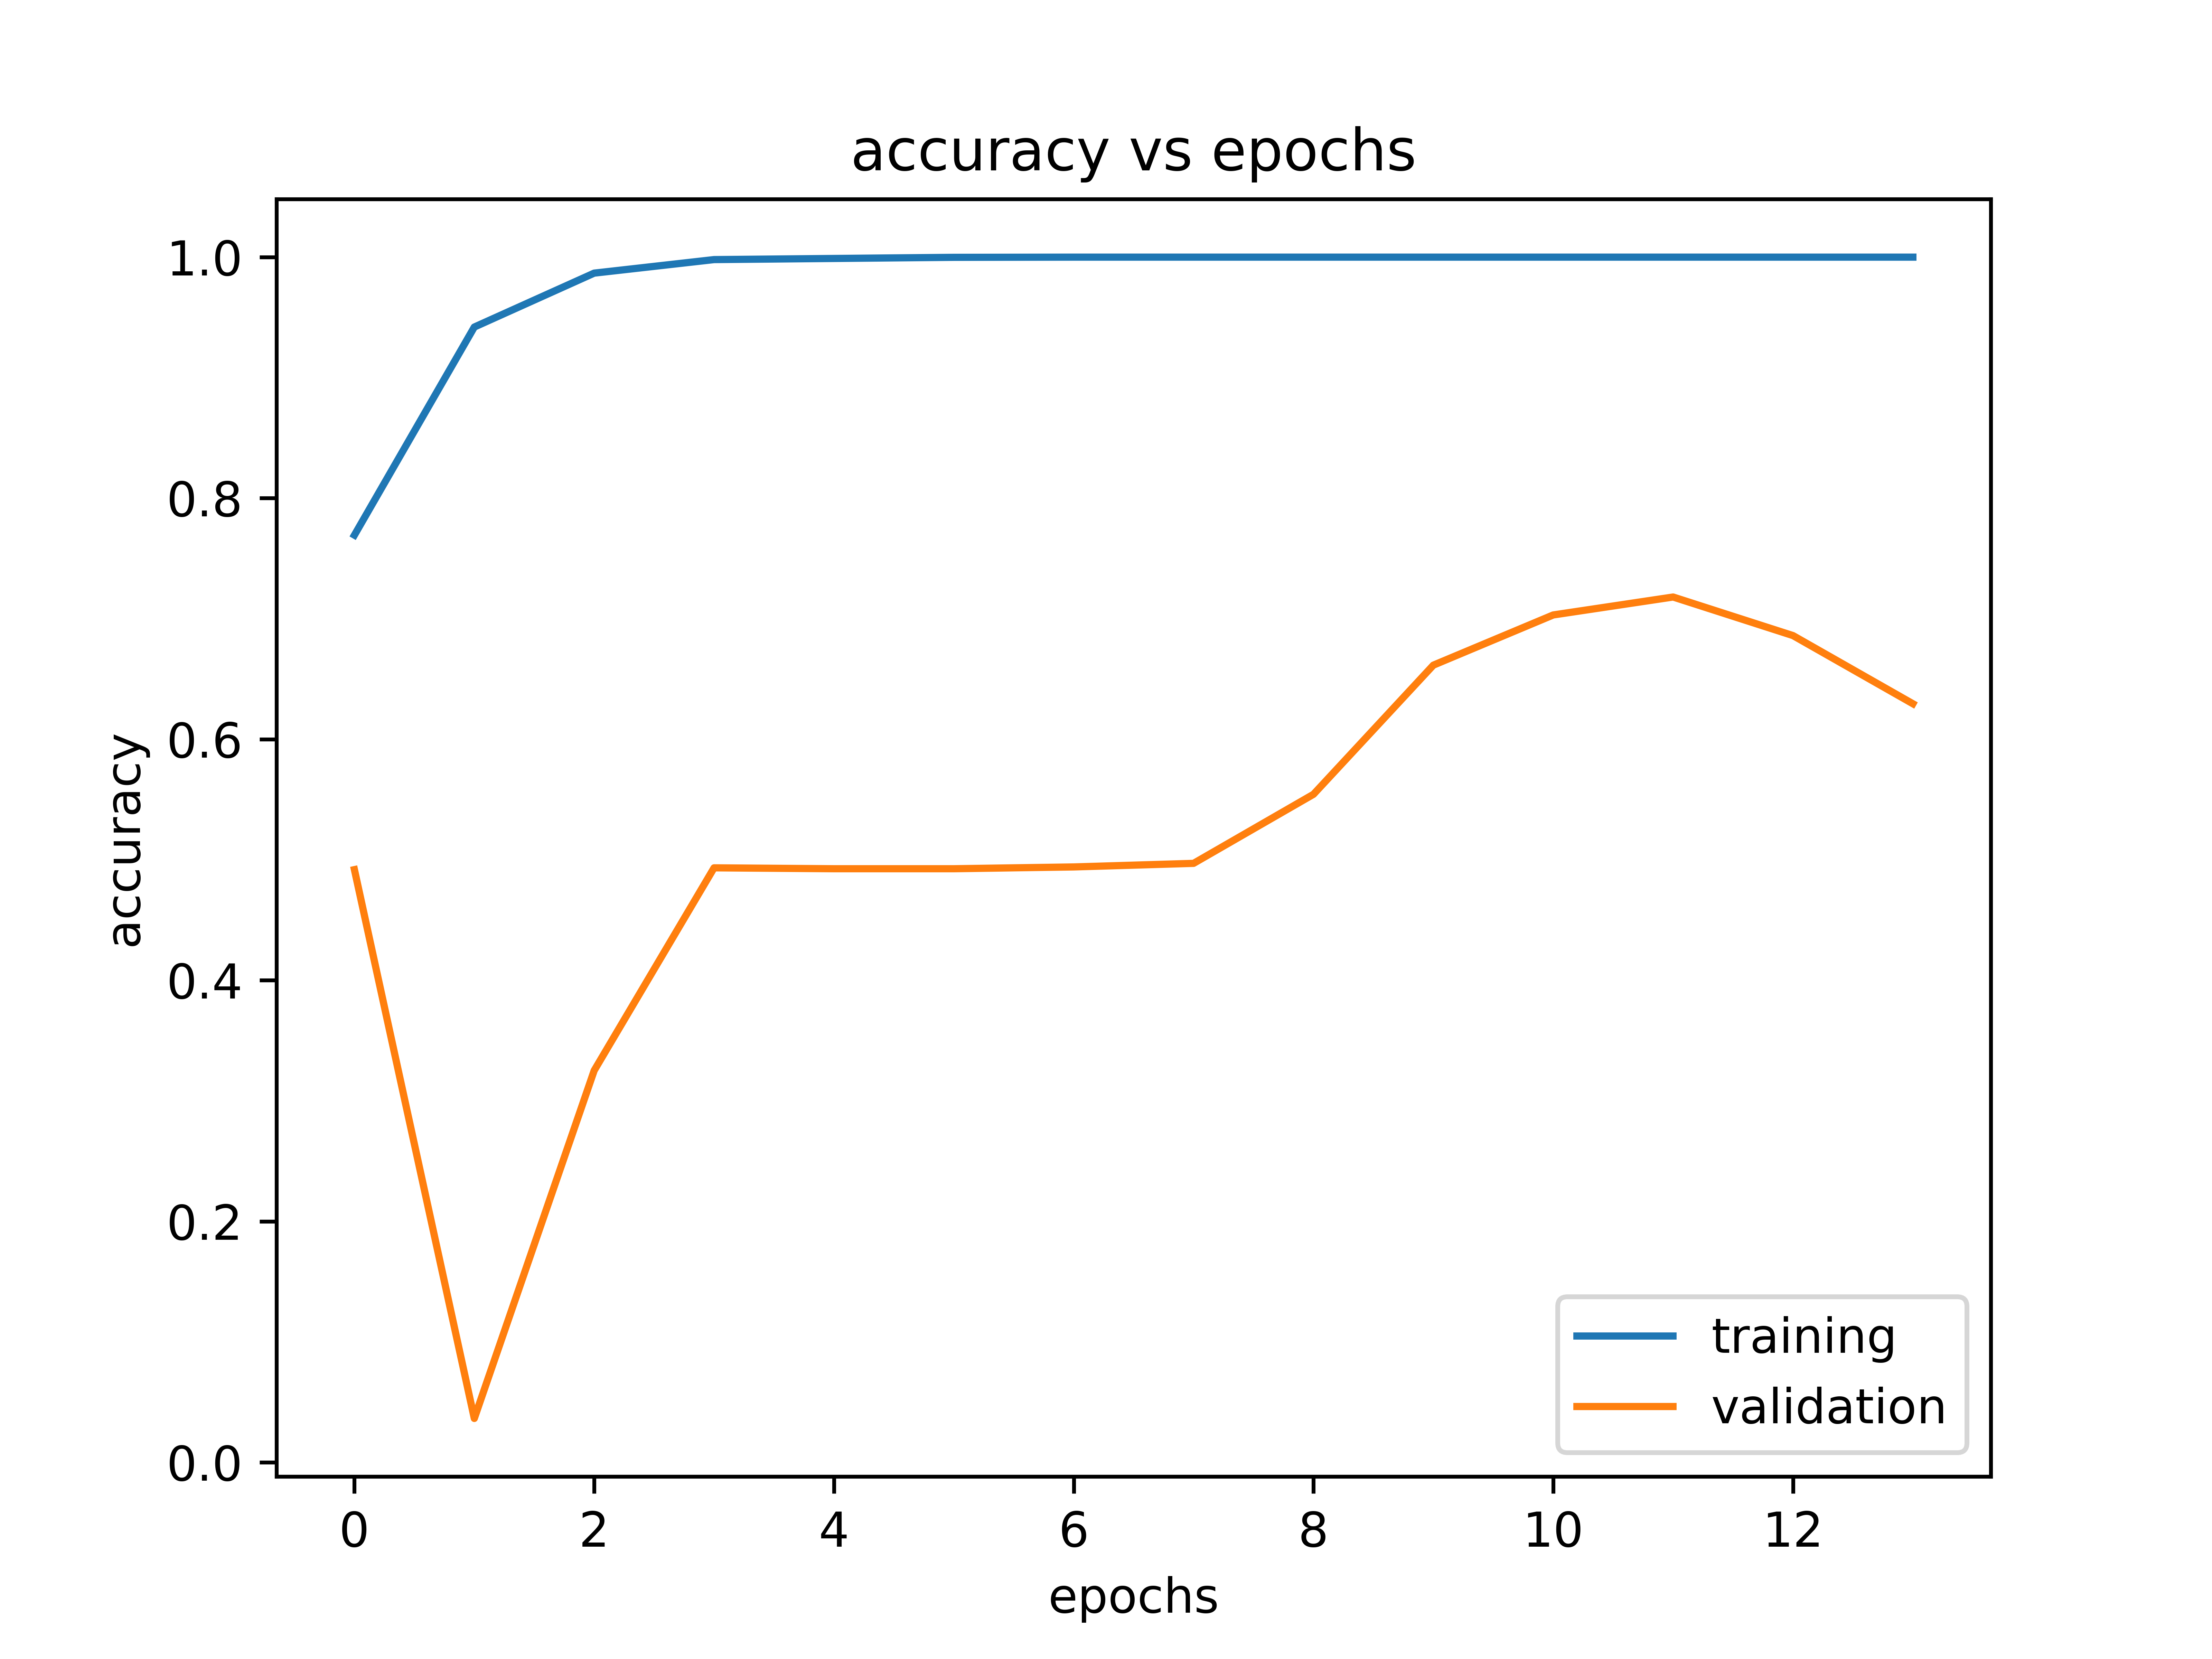 accuracy vs epochs
accuracy
1.0
0.8
0.6
0.4
0.2
0.0
0 2 4 6 8 10 12
epochs
training
validation